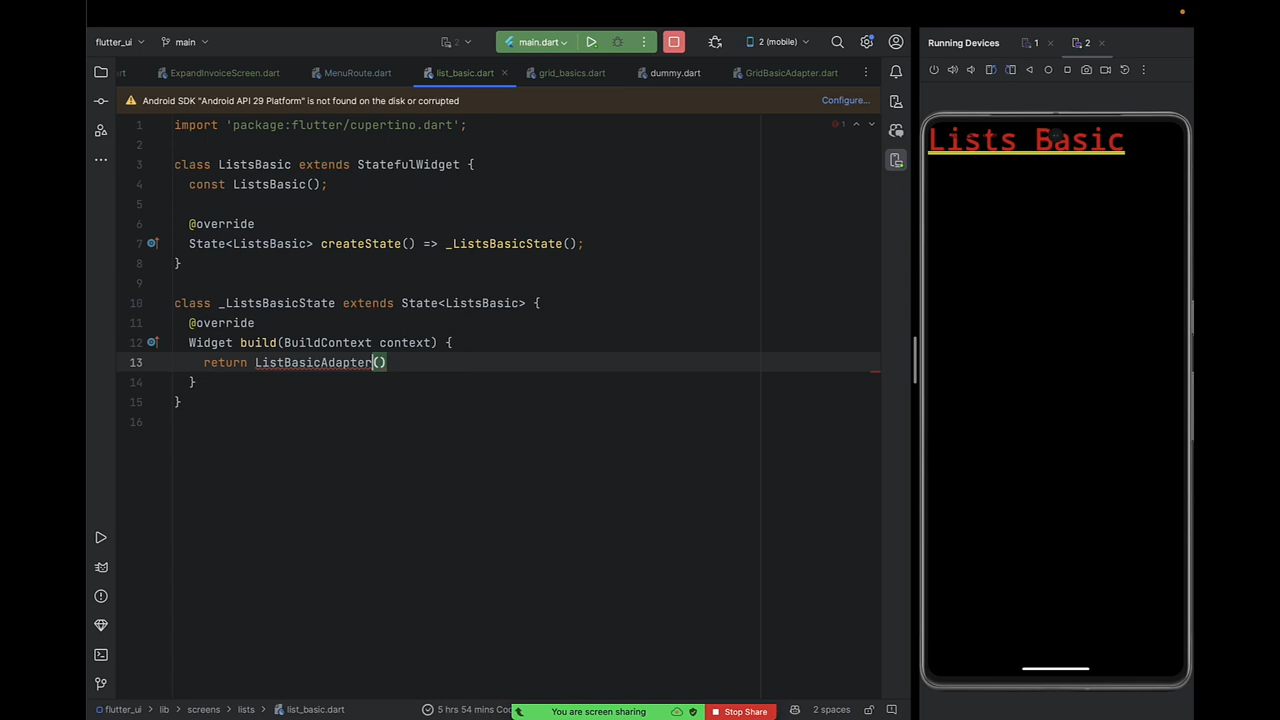 flutter_ui
main
2
main.dart
2 (mobile)
Running Devices
1
2
rt
ExpandInvoiceScreen.dart
MenuRoute.dart
list_basic.dart
grid_basics.dart
dummy.dart
GridBasicAdapter.dart
Android SDK "Android API 29 Platform" is not found on the disk or corrupted
Configure...
1
1 import 'package:flutter/cupertino.dart';
2
3 class ListsBasic extends StatefulWidget {
4 const ListsBasic();
5
6 @override
7 State<ListsBasic> createState() => _ListsBasicState();
8 }
9
10 class _ListsBasicState extends State<ListsBasic> {
11 @override
12 Widget build(BuildContext context) {
13 return ListBasicAdapter()
14 }
15 }
16
Lists Basic
flutter_ui > lib > screens > lists > list_basic.dart
5 hrs 54 mins Co
You are screen sharing
Stop Share
2 spaces